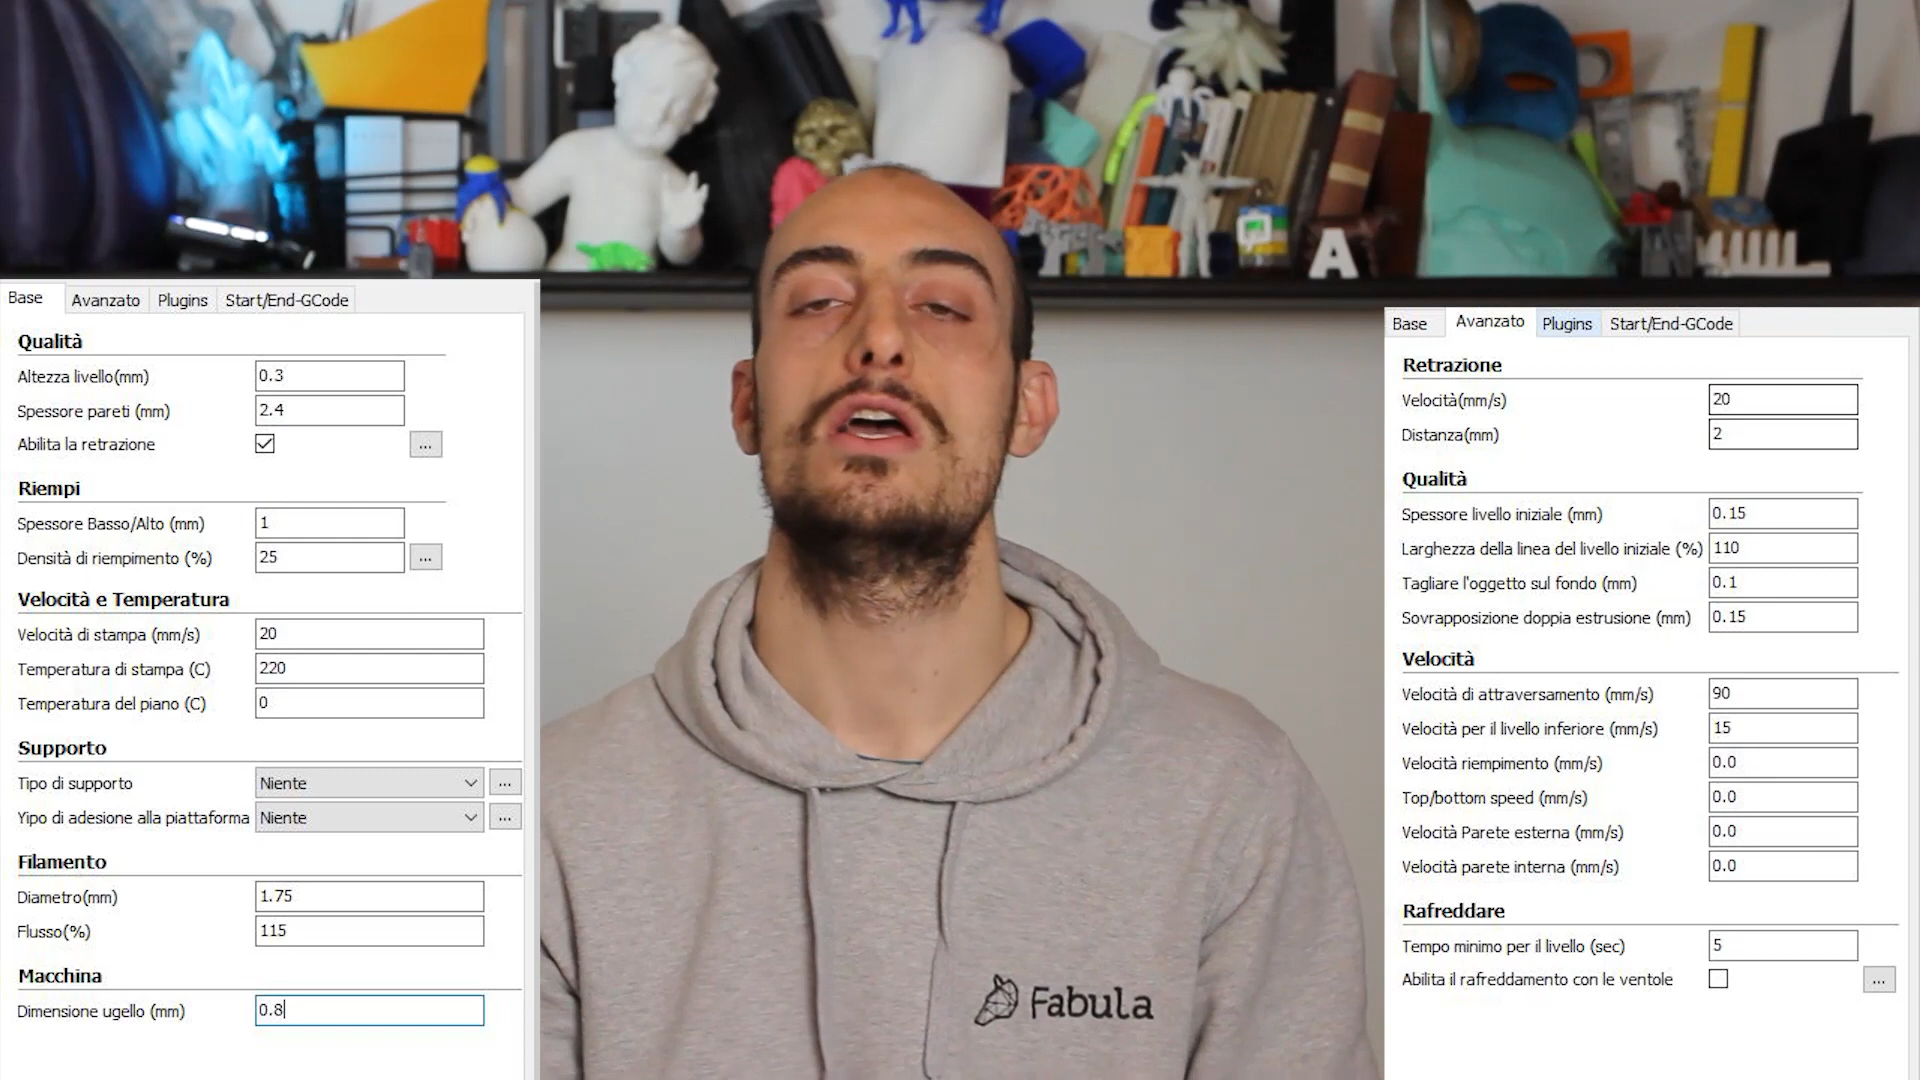 Base Avanzato Plugins Start/End-GCode
Qualità
Altezza livello(mm) 0.3
Spessore pareti (mm) 2.4
Abilita la retrazione ...
Riempi
Spessore Basso/Alto (mm) 1
Densità di riempimento (%) 25 ...
Velocità e Temperatura
Velocità di stampa (mm/s) 20
Temperatura di stampa (C) 220
Temperatura del piano (C) 0
Supporto
Tipo di supporto Niente ...
Yipo di adesione alla piattaforma Niente ...
Filamento
Diametro(mm) 1.75
Flusso(%) 115
Macchina
Dimensione ugello (mm) 0.8
A
Fabula
Base Avanzato Plugins Start/End-GCode
Retrazione
Velocità(mm/s) 20
Distanza(mm) 2
Qualità
Spessore livello iniziale (mm) 0.15
Larghezza della linea del livello iniziale (%) 110
Tagliare l'oggetto sul fondo (mm) 0.1
Sovrapposizione doppia estrusione (mm) 0.15
Velocità
Velocità di attraversamento (mm/s) 90
Velocità per il livello inferiore (mm/s) 15
Velocità riempimento (mm/s) 0.0
Top/bottom speed (mm/s) 0.0
Velocità Parete esterna (mm/s) 0.0
Velocità parete interna (mm/s) 0.0
Rafreddare
Tempo minimo per il livello (sec) 5
Abilita il rafreddamento con le ventole ...